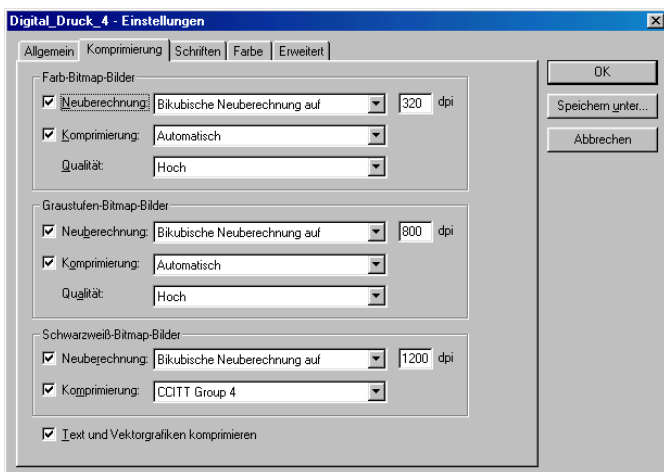 Digital_Druck_4 - Einstellungen
Allgemein Komprimierung Schriften Farbe Erweitert
Farb-Bitmap-Bilder
Neuberechnung: Bikubische Neuberechnung auf 320 dpi
Komprimierung: Automatisch
Qualität: Hoch
Graustufen-Bitmap-Bilder
Neuberechnung: Bikubische Neuberechnung auf 800 dpi
Komprimierung: Automatisch
Qualität: Hoch
Schwarzweiß-Bitmap-Bilder
Neuberechnung: Bikubische Neuberechnung auf 1200 dpi
Komprimierung: CCITT Group 4
Text und Vektorgrafiken komprimieren
OK
Speichern unter...
Abbrechen